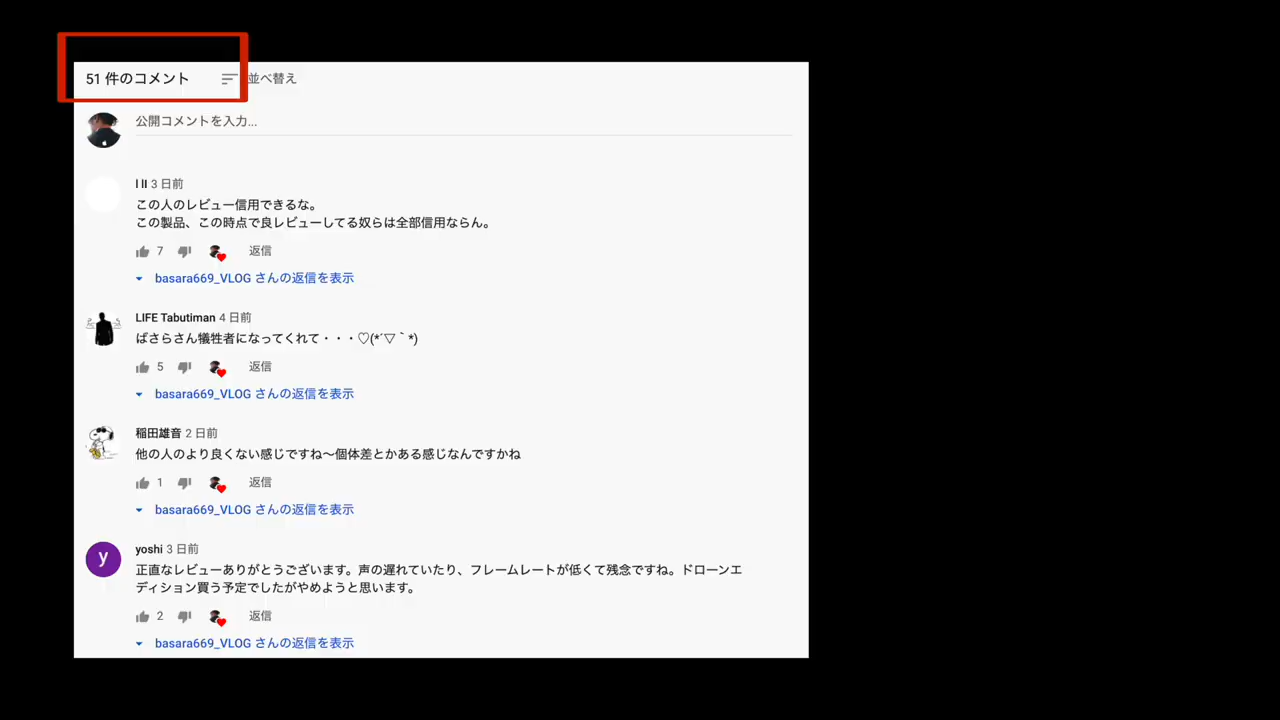 51 件のコメント 並べ替え
公開コメントを入力...
l lI 3 日前
この人のレビュー信用できるな。
この製品、この時点で良レビューしてる奴らは全部信用ならん。
7 返信
basara669_VLOG さんの返信を表示
LIFE Tabutiman 4 日前
ばさらさん犠牲者になってくれて・・・♡(*´▽｀*)
5 返信
basara669_VLOG さんの返信を表示
稲田雄音 2 日前
他の人のより良くない感じですね〜個体差とかある感じなんですかね
1 返信
basara669_VLOG さんの返信を表示
y
yoshi 3 日前
正直なレビューありがとうございます。声の遅れていたり、フレームレートが低くて残念ですね。ドローンエ
ディション買う予定でしたがやめようと思います。
2 返信
basara669_VLOG さんの返信を表示